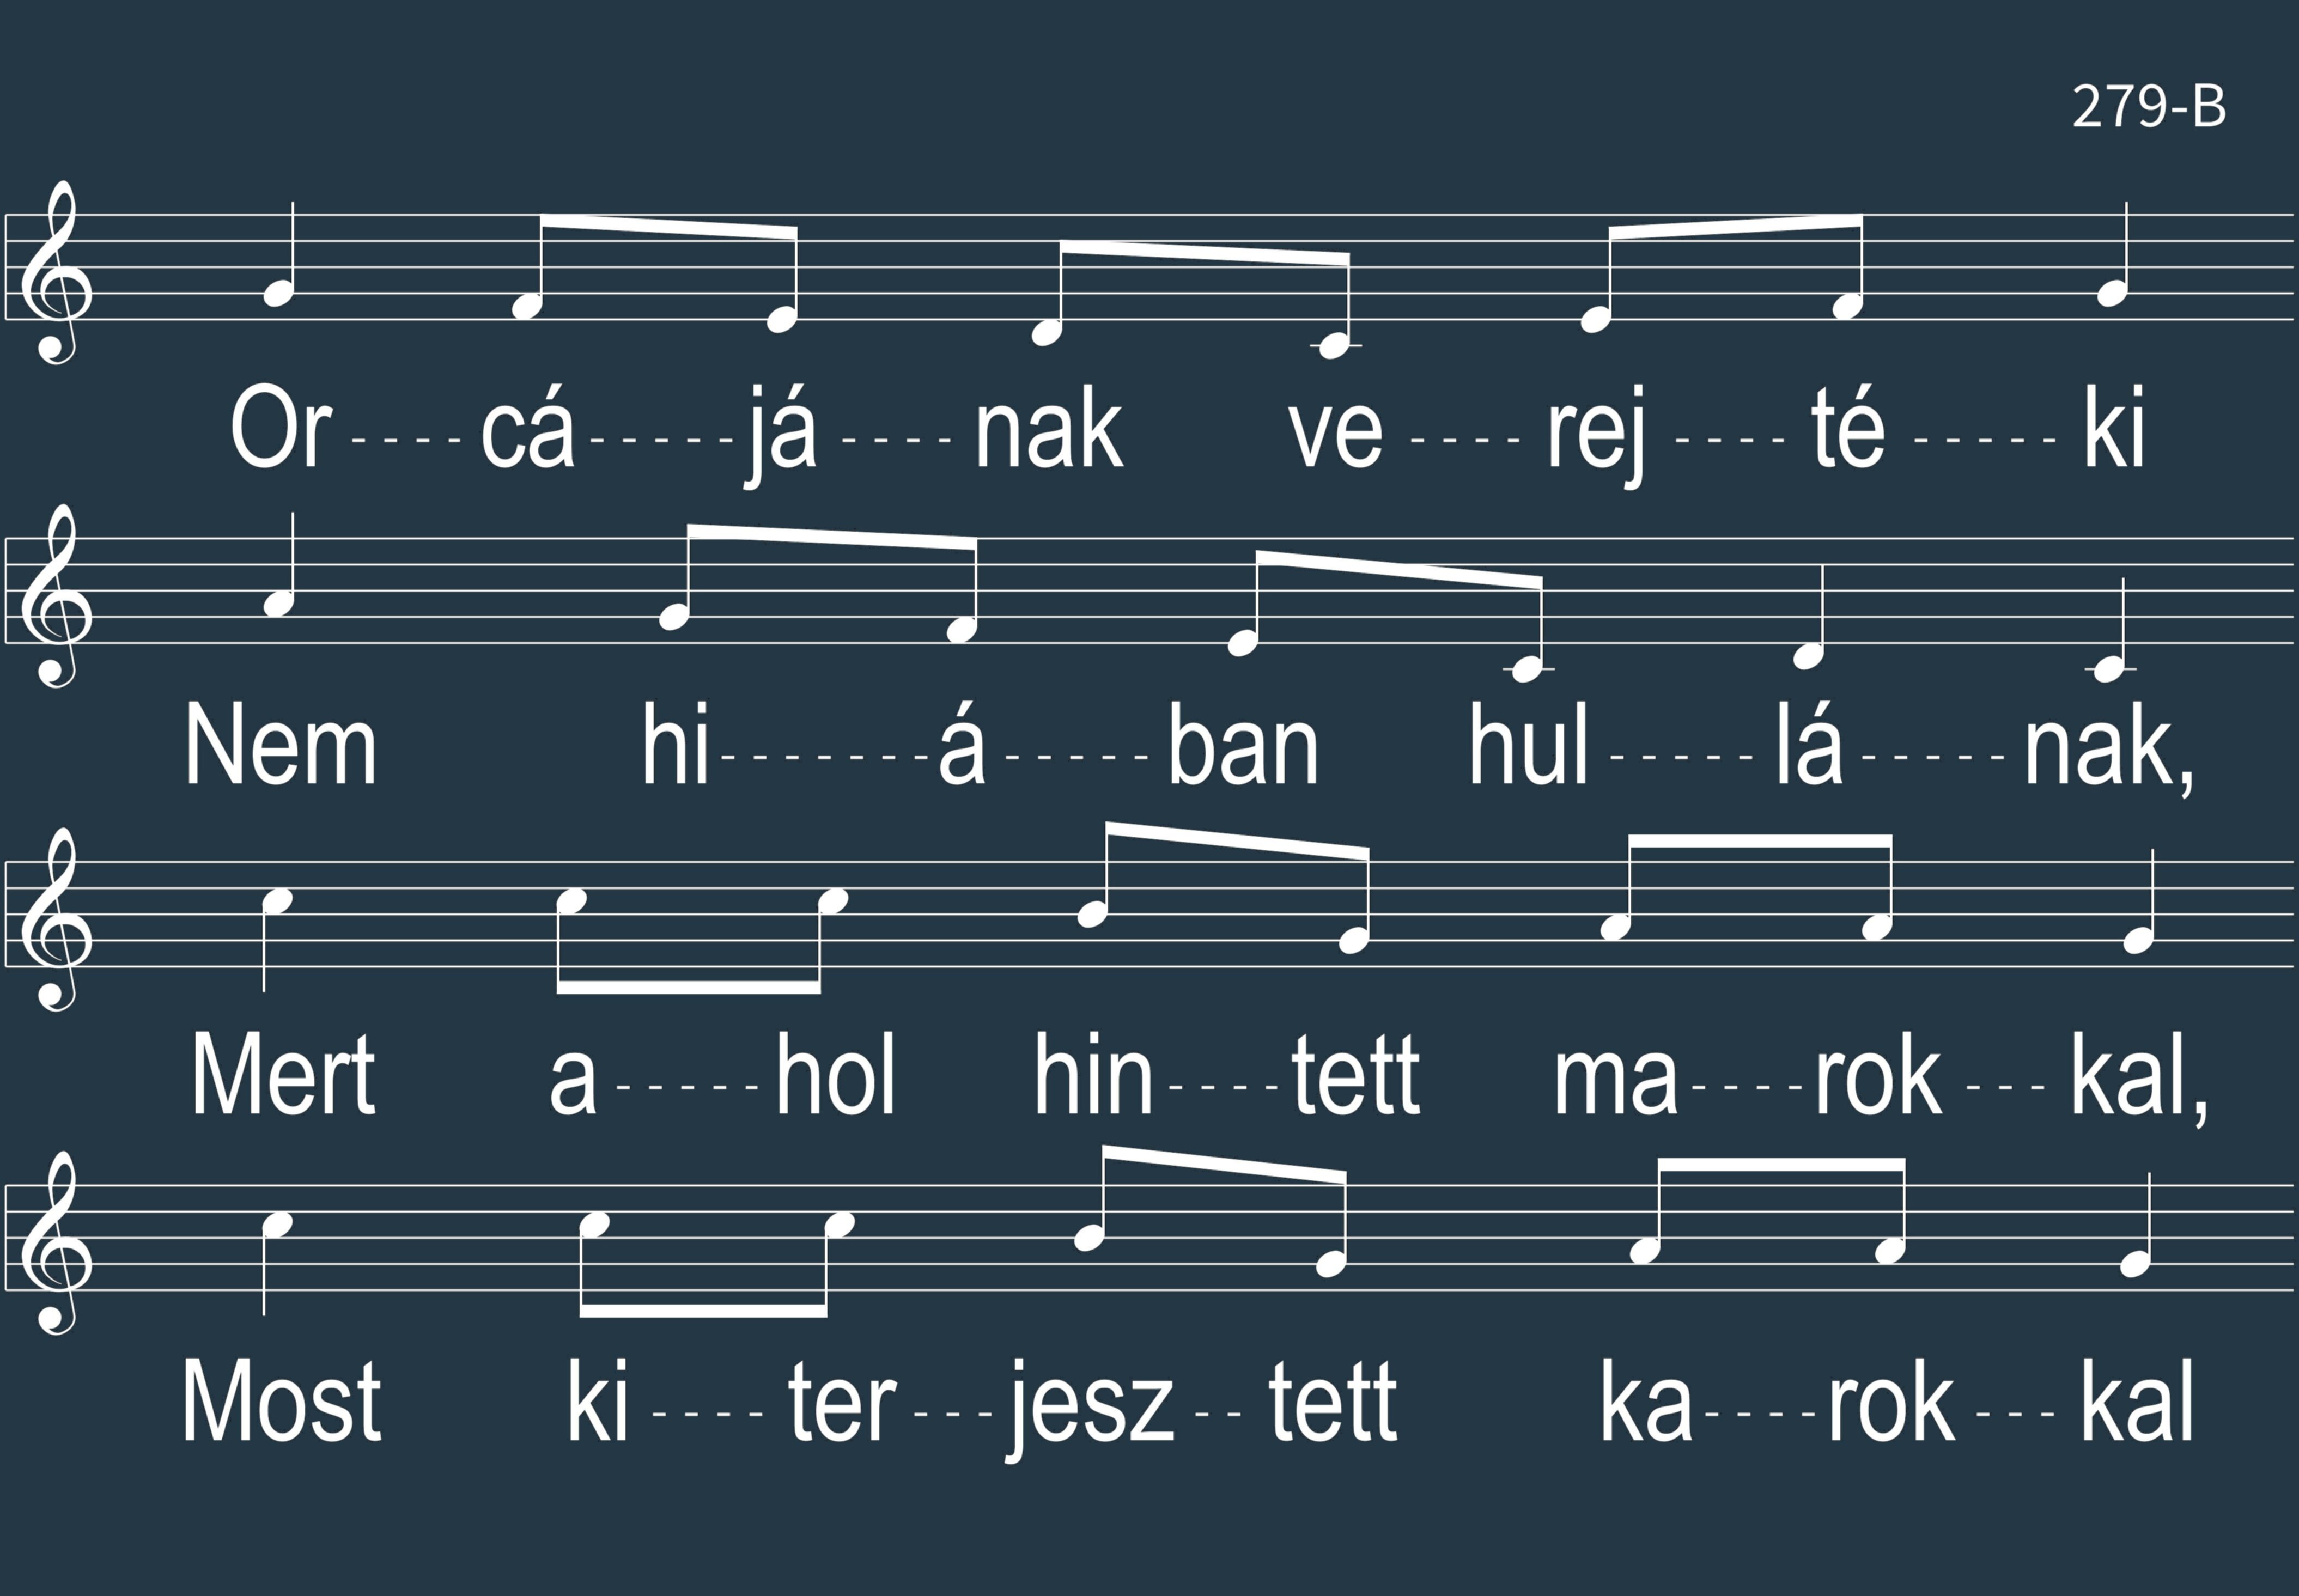 279-B
Or----cá-----já----nak ve----rej----té-----ki
Nem hi-------á-----ban hul-----lá-----nak,
Mert a-----hol hin----tett ma----rok---kal,
Most ki----ter---jesz--tett ka----rok---kal